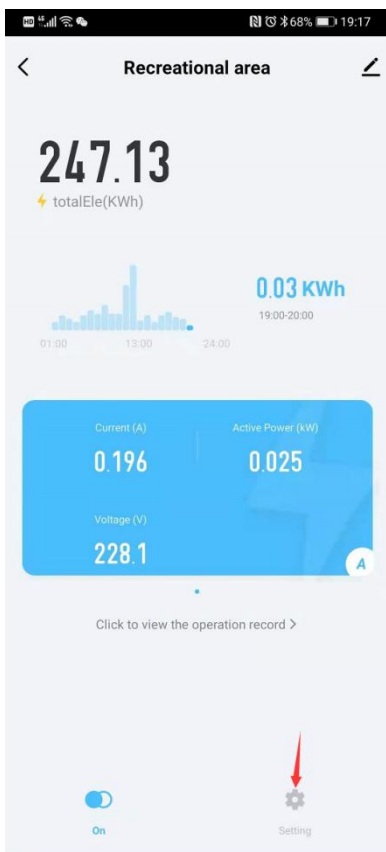 HD 4G 68% 19:17
Recreational area
247.13
totalEle(KWh)
0.03 KWh
19:00-20:00
01:00 13:00 24:00
Current (A) Active Power (kW)
0.196 0.025
Voltage (V)
228.1
A
Click to view the operation record >
On Setting